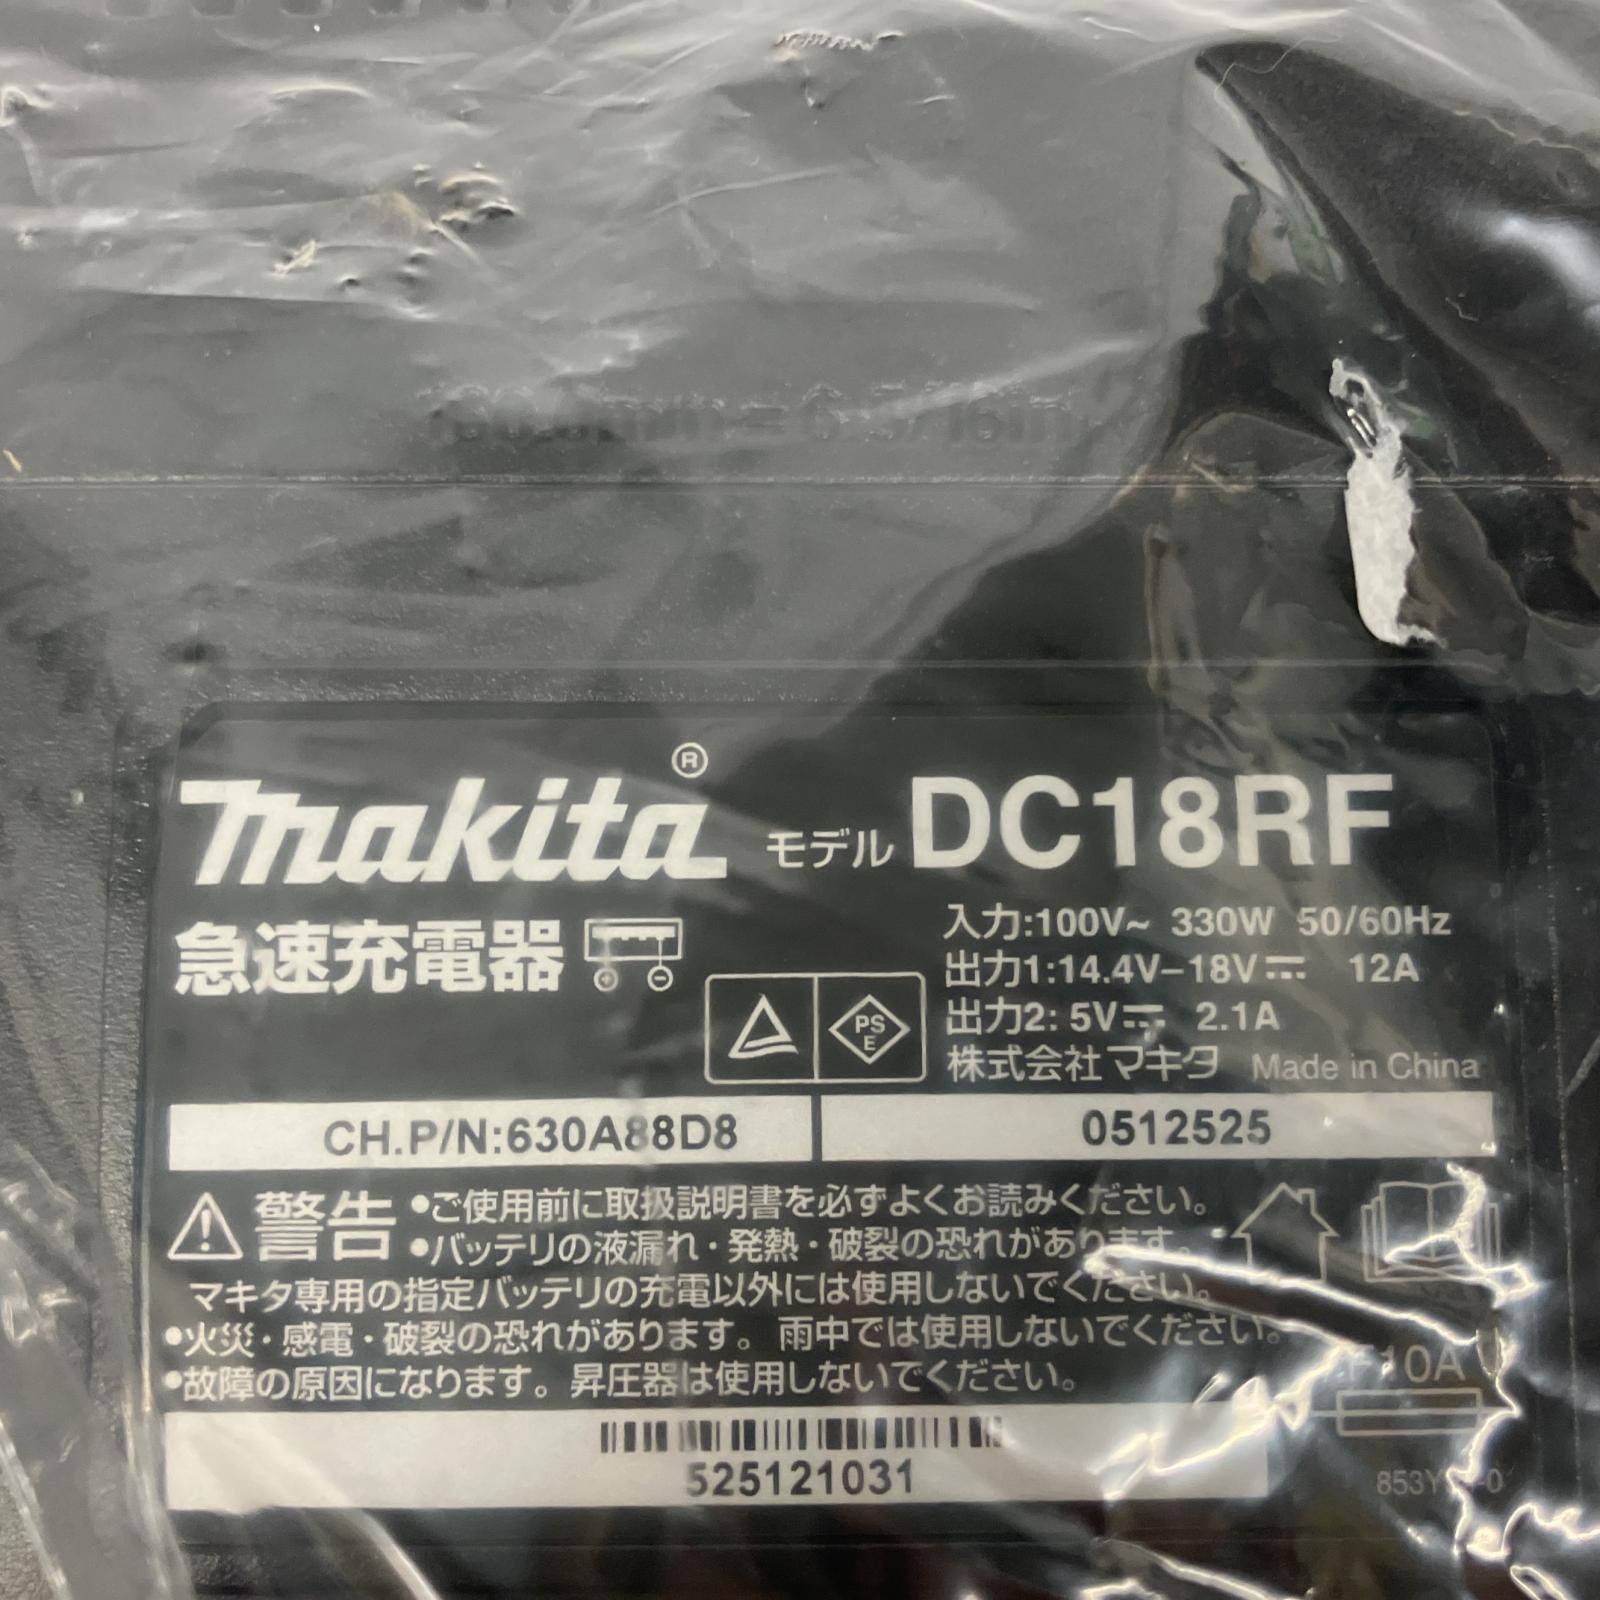 makita® モデル DC18RF
急速充電器
入力:100V~ 330W 50/60Hz
出力1:14.4V–18V⎓ 12A
出力2: 5V⎓ 2.1A
PS
E
株式会社マキタ Made in China
CH.P/N:630A88D8 0512525
⚠警告 •ご使用前に取扱説明書を必ずよくお読みください。
•バッテリの液漏れ・発熱・破裂の恐れがあります。
マキタ専用の指定バッテリの充電以外には使用しないでください。
•火災・感電・破裂の恐れがあります。雨中では使用しないでください。
•故障の原因になります。昇圧器は使用しないでください。
F10A
525121031